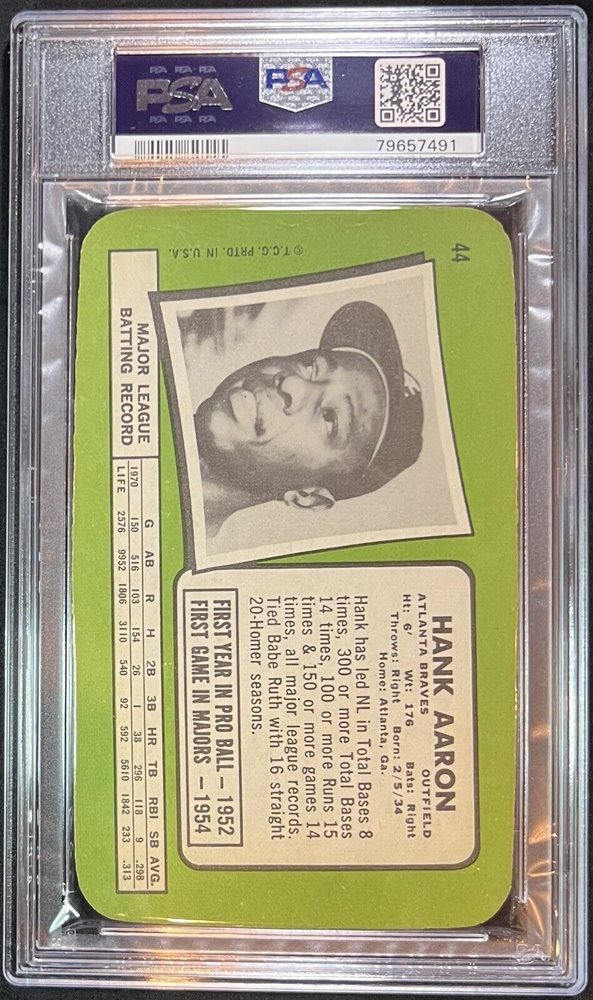 PSA PSA PSA
PSA
PSA PSA PSA
PSA
79657491
44
© T.C.G. PRTD. IN U.S.A.
HANK AARON
ATLANTA BRAVES OUTFIELD
Ht: 6' Wt: 176 Bats: Right
Throws: Right Born: 2/5/34
Home: Atlanta, Ga.
Hank has led NL in Total Bases 8
times, 300 or more Total Bases
14 times, 100 or more Runs 15
times & 150 or more games 14
times, all major league records.
Tied Babe Ruth with 16 straight
20-Homer seasons.
FIRST YEAR IN PRO BALL — 1952
FIRST GAME IN MAJORS — 1954
MAJOR LEAGUE
BATTING RECORD
G AB R H 2B 3B HR TB RBI SB AVG.
1970 150 516 103 154 26 1 38 296 118 9 .298
LIFE 2576 9952 1806 3110 540 92 592 5610 1842 233 .313